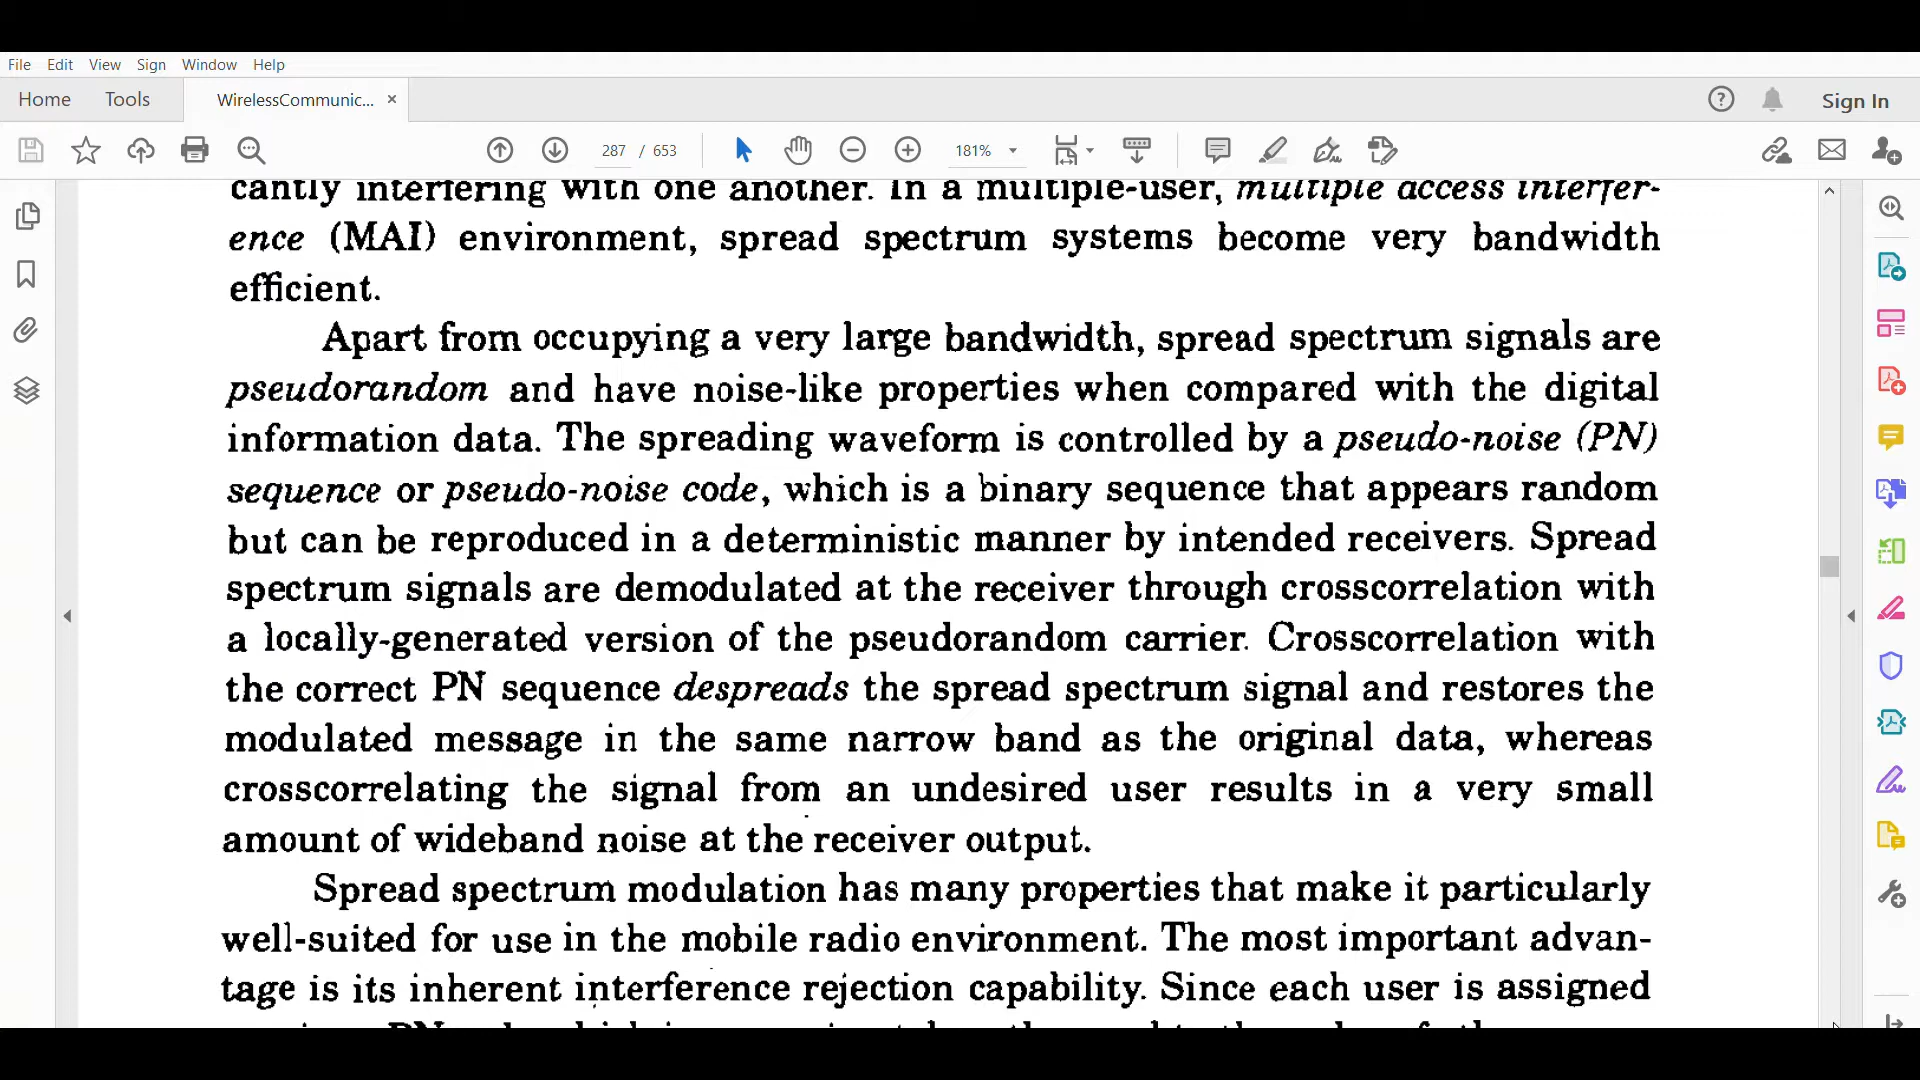 File Edit View Sign Window Help
Home Tools WirelessCommunic... × Sign In
287 / 653 181%
cantly interfering with one another. In a multiple-user, multiple access interfer-
ence (MAI) environment, spread spectrum systems become very bandwidth
efficient.
Apart from occupying a very large bandwidth, spread spectrum signals are
pseudorandom and have noise-like properties when compared with the digital
information data. The spreading waveform is controlled by a pseudo-noise (PN)
sequence or pseudo-noise code, which is a binary sequence that appears random
but can be reproduced in a deterministic manner by intended receivers. Spread
spectrum signals are demodulated at the receiver through crosscorrelation with
a locally-generated version of the pseudorandom carrier. Crosscorrelation with
the correct PN sequence despreads the spread spectrum signal and restores the
modulated message in the same narrow band as the original data, whereas
crosscorrelating the signal from an undesired user results in a very small
amount of wideband noise at the receiver output.
Spread spectrum modulation has many properties that make it particularly
well-suited for use in the mobile radio environment. The most important advan-
tage is its inherent interference rejection capability. Since each user is assigned